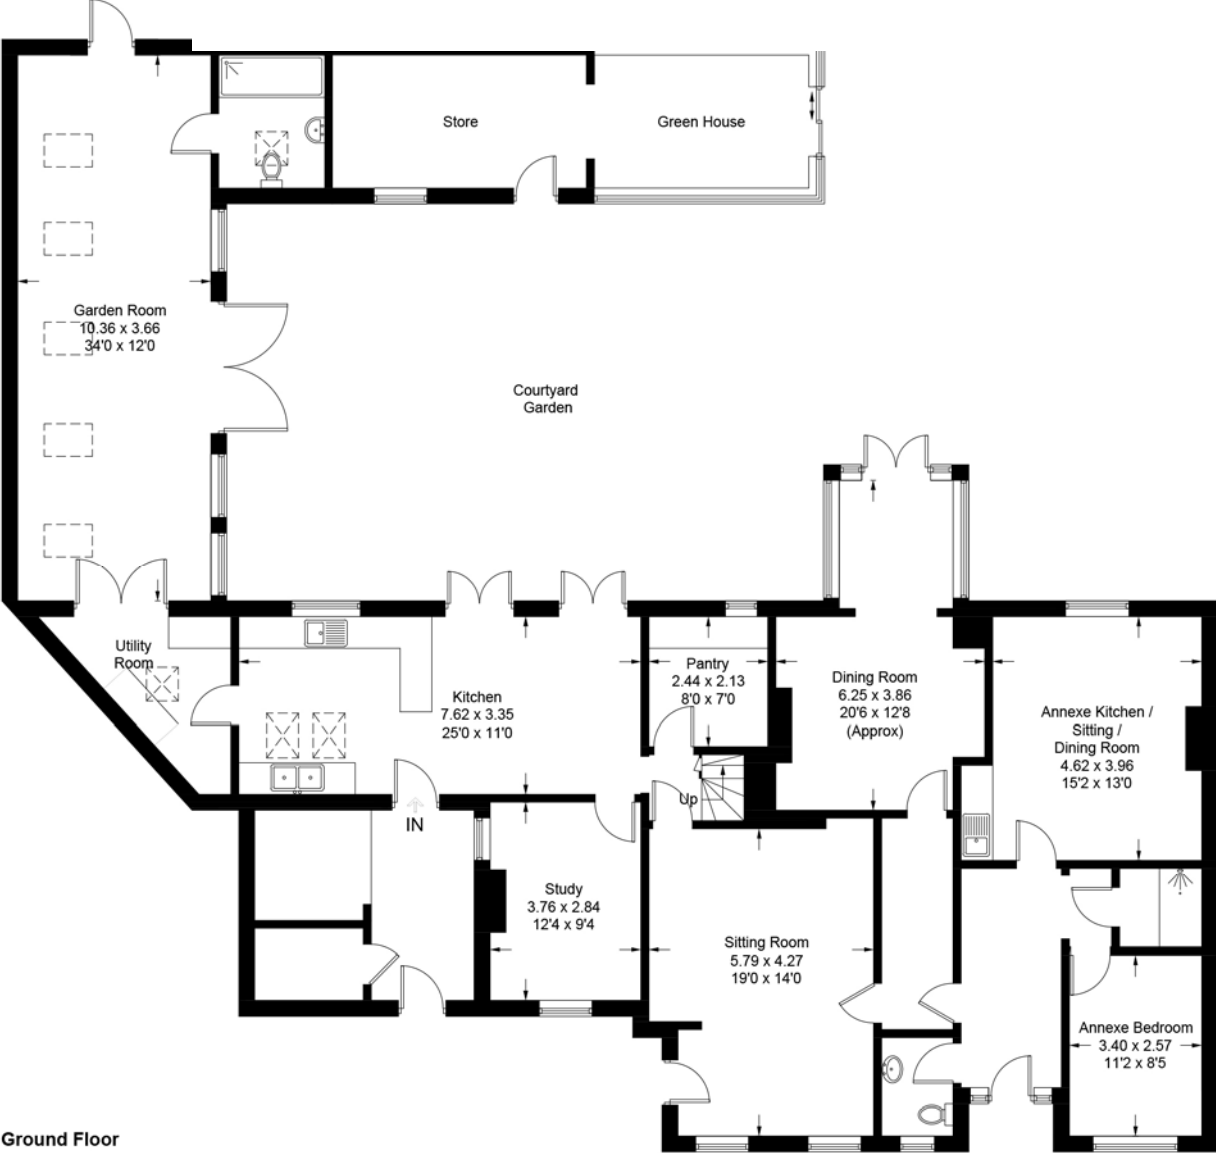 Store
Green House
Garden Room
10.36 x 3.66
34'0 x 12'0
Courtyard
Garden
Utility
Room
Kitchen
7.62 x 3.35
25'0 x 11'0
Pantry
2.44 x 2.13
8'0 x 7'0
Dining Room
6.25 x 3.86
20'6 x 12'8
(Approx)
Annexe Kitchen /
Sitting /
Dining Room
4.62 x 3.96
15'2 x 13'0
Up
IN
Study
3.76 x 2.84
12'4 x 9'4
Sitting Room
5.79 x 4.27
19'0 x 14'0
Annexe Bedroom
3.40 x 2.57
11'2 x 8'5
Ground Floor